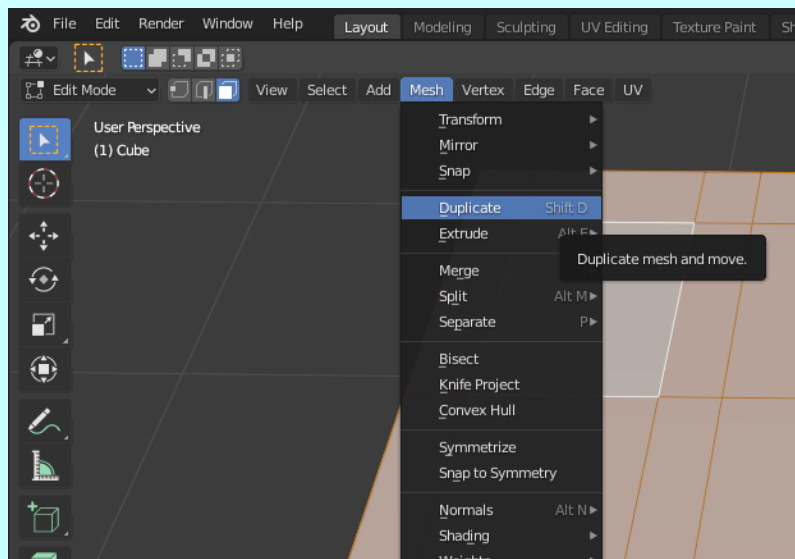 File Edit Render Window Help Layout Modeling Sculpting UV Editing Texture Paint
Edit Mode View Select Add Mesh Vertex Edge Face UV
User Perspective
(1) Cube
Transform
Mirror
Snap
Duplicate Shift D
Extrude Alt E
Duplicate mesh and move.
Merge
Split Alt M
Separate P
Bisect
Knife Project
Convex Hull
Symmetrize
Snap to Symmetry
Normals Alt N
Shading